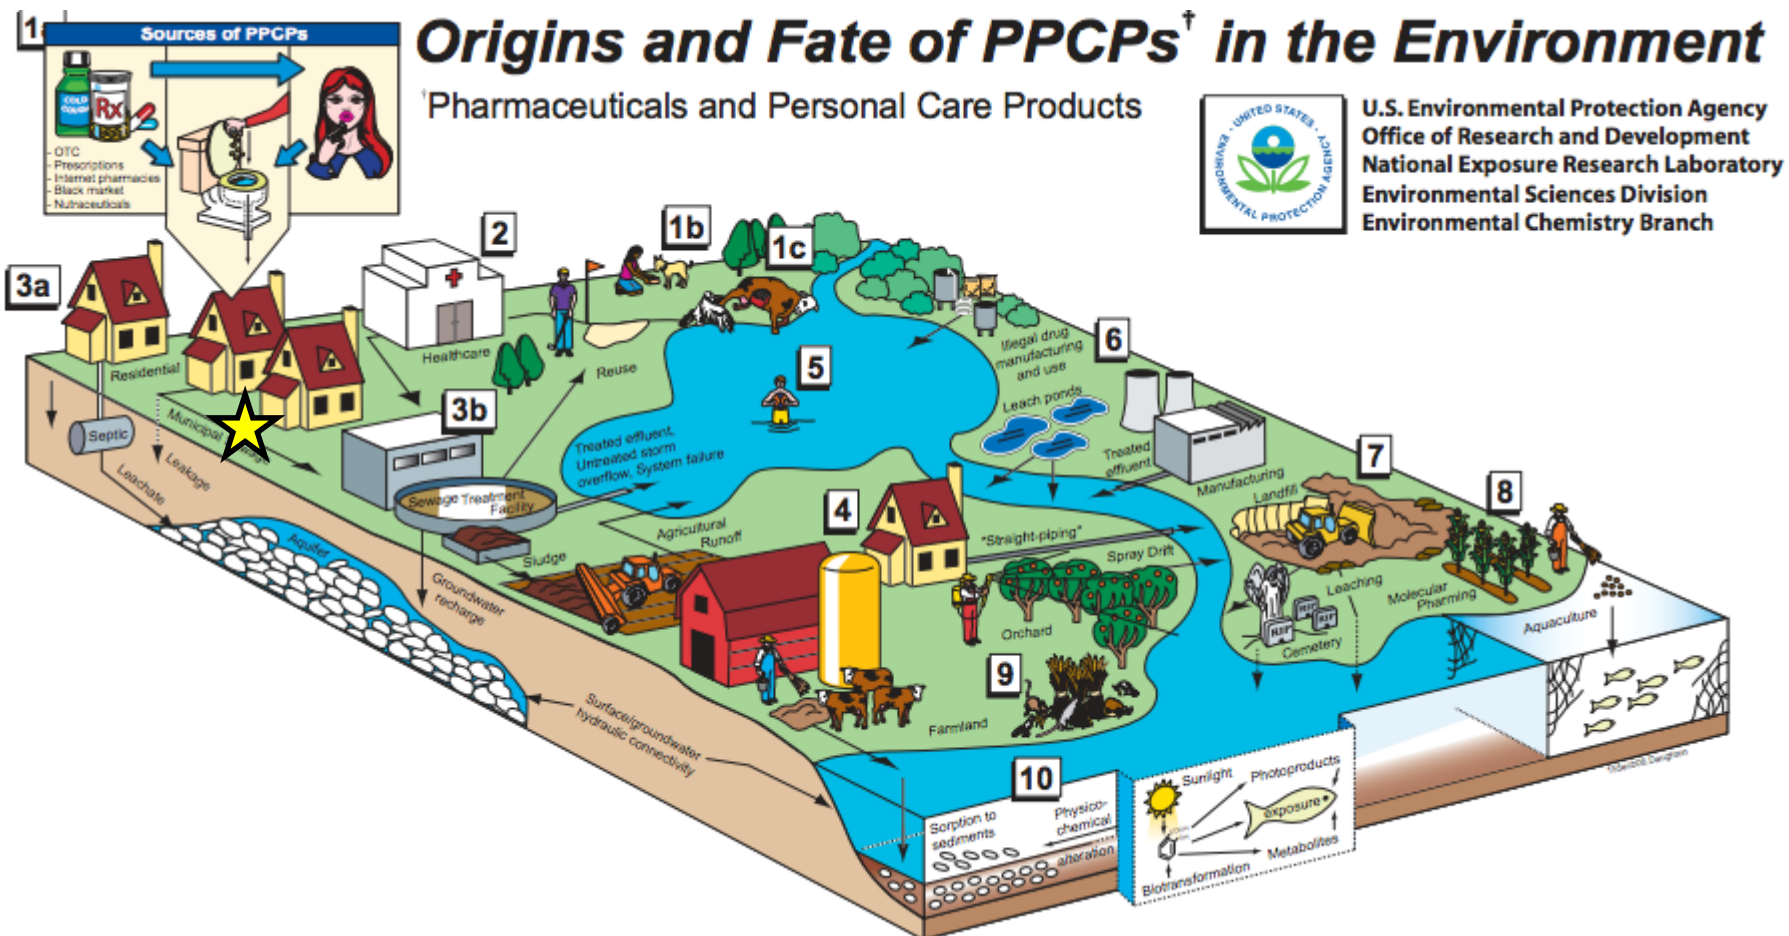 1a
Sources of PPCPs
Origins and Fate of PPCPs† in the Environment
†Pharmaceuticals and Personal Care Products
UNITED STATES
ENVIRONMENTAL PROTECTION AGENCY
U.S. Environmental Protection Agency
Office of Research and Development
National Exposure Research Laboratory
Environmental Sciences Division
Environmental Chemistry Branch
COLD
Rx
- OTC
- Prescriptions
- Internet pharmacies
- Black market
- Nutraceuticals
1b
1c
2
3a
Residential
Healthcare
Reuse
5
Illegal drug
manufacturing
and use
6
Leach ponds
Municipal
Septic
Leachate
Leakage
3b
Sewage Treatment
Facility
Sludge
Treated effluent,
Untreated storm
overflow, System failure
Agricultural
Runoff
4
"Straight-piping"
Spray Drift
Treated
effluent
Manufacturing
7
Landfill
8
Leaching
Molecular
Pharming
RIP
RIP
RIP
Cemetery
Aquaculture
Aquifer
Groundwater
recharge
Orchard
9
Farmland
Surface/groundwater
hydraulic connectivity
10
Sorption to
sediments
Physico-
chemical
alteration
Sunlight
Photoproducts
exposure
Metabolites
Biotransformation